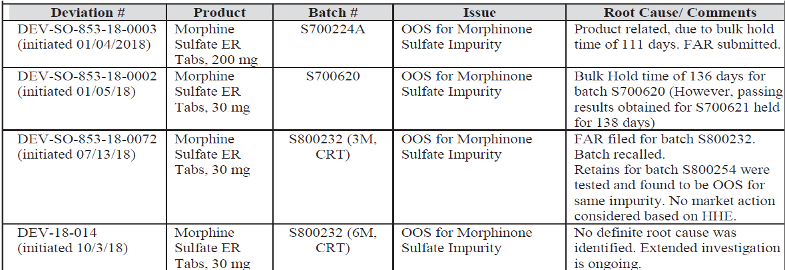 Deviation # Product Batch # Issue Root Cause/ Comments
DEV-SO-853-18-0003 Morphine S700224A OOS for Morphinone Product related, due to bulk hold
(initiated 01/04/2018) Sulfate ER Sulfate Impurity time of 111 days. FAR submitted.
Tabs, 200 mg
DEV-SO-853-18-0002 Morphine S700620 OOS for Morphinone Bulk Hold time of 136 days for
(initiated 01/05/18) Sulfate ER Sulfate Impurity batch S700620 (However, passing
Tabs, 30 mg results obtained for S700621 held
for 138 days)
DEV-SO-853-18-0072 Morphine S800232 (3M, OOS for Morphinone FAR filed for batch S800232.
(initiated 07/13/18) Sulfate ER CRT) Sulfate Impurity Batch recalled.
Tabs, 30 mg Retains for batch S800254 were
tested and found to be OOS for
same impurity. No market action
considered based on HHE.
DEV-18-014 Morphine S800232 (6M, OOS for Morphinone No definite root cause was
(initiated 10/3/18) Sulfate ER CRT) Sulfate Impurity identified. Extended investigation
Tabs, 30 mg is ongoing.